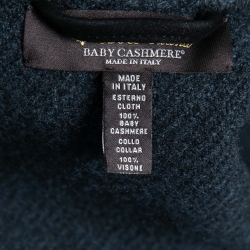 BABY CASHMERE®
MADE IN ITALY
MADE
IN ITALY
ESTERNO
CLOTH
100%
BABY
CASHMERE
COLLO
COLLAR
100%
VISONE